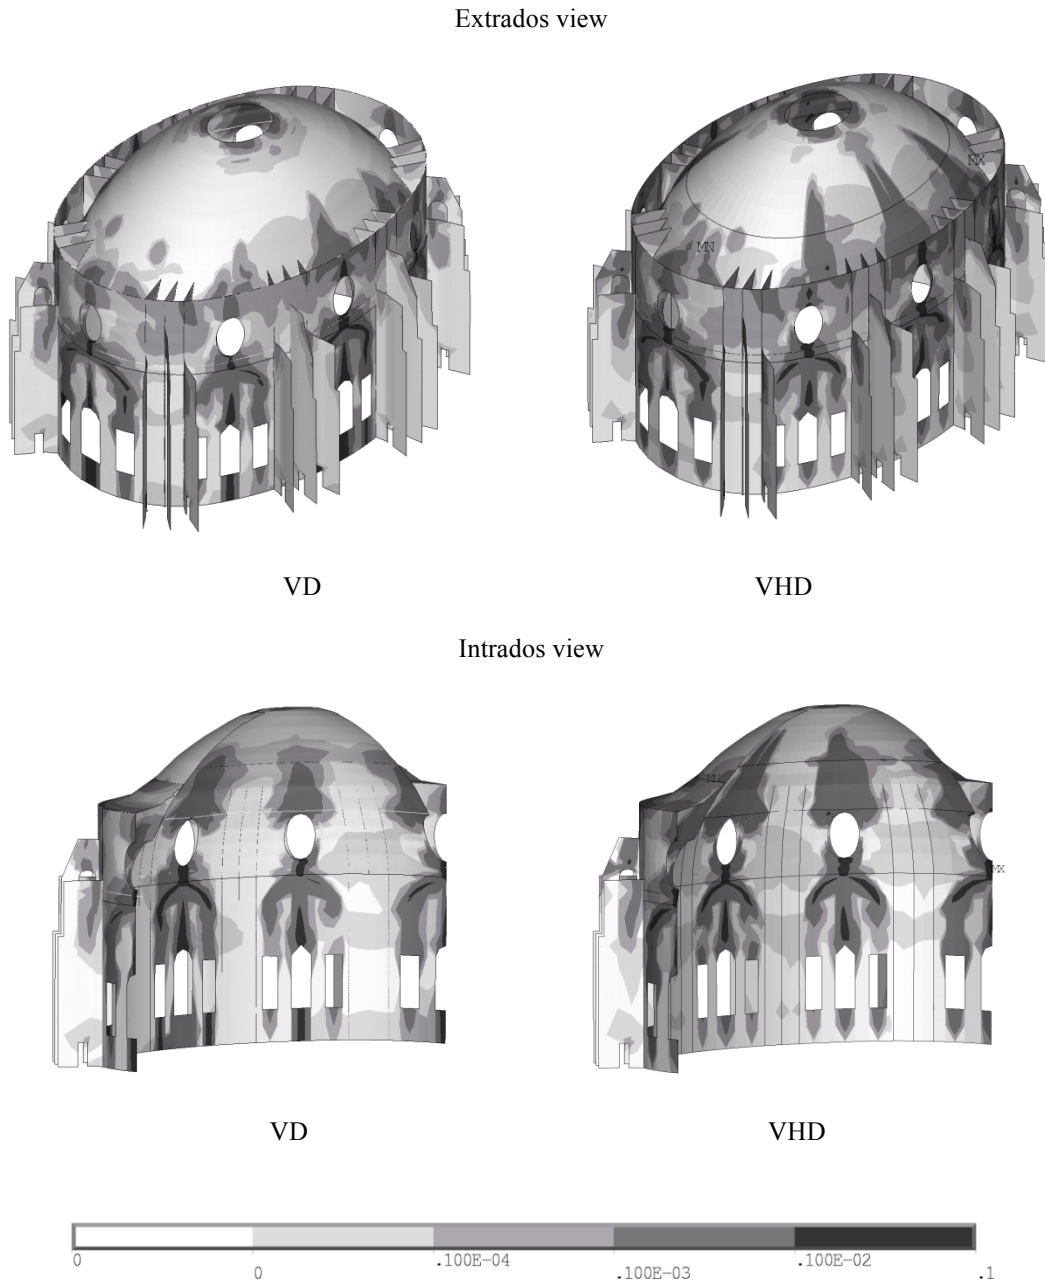 Extrados view
MX
MN
VD
VHD
Intrados view
MN
MX
VD
VHD
0
0
.100E-04
.100E-03
.100E-02
.1